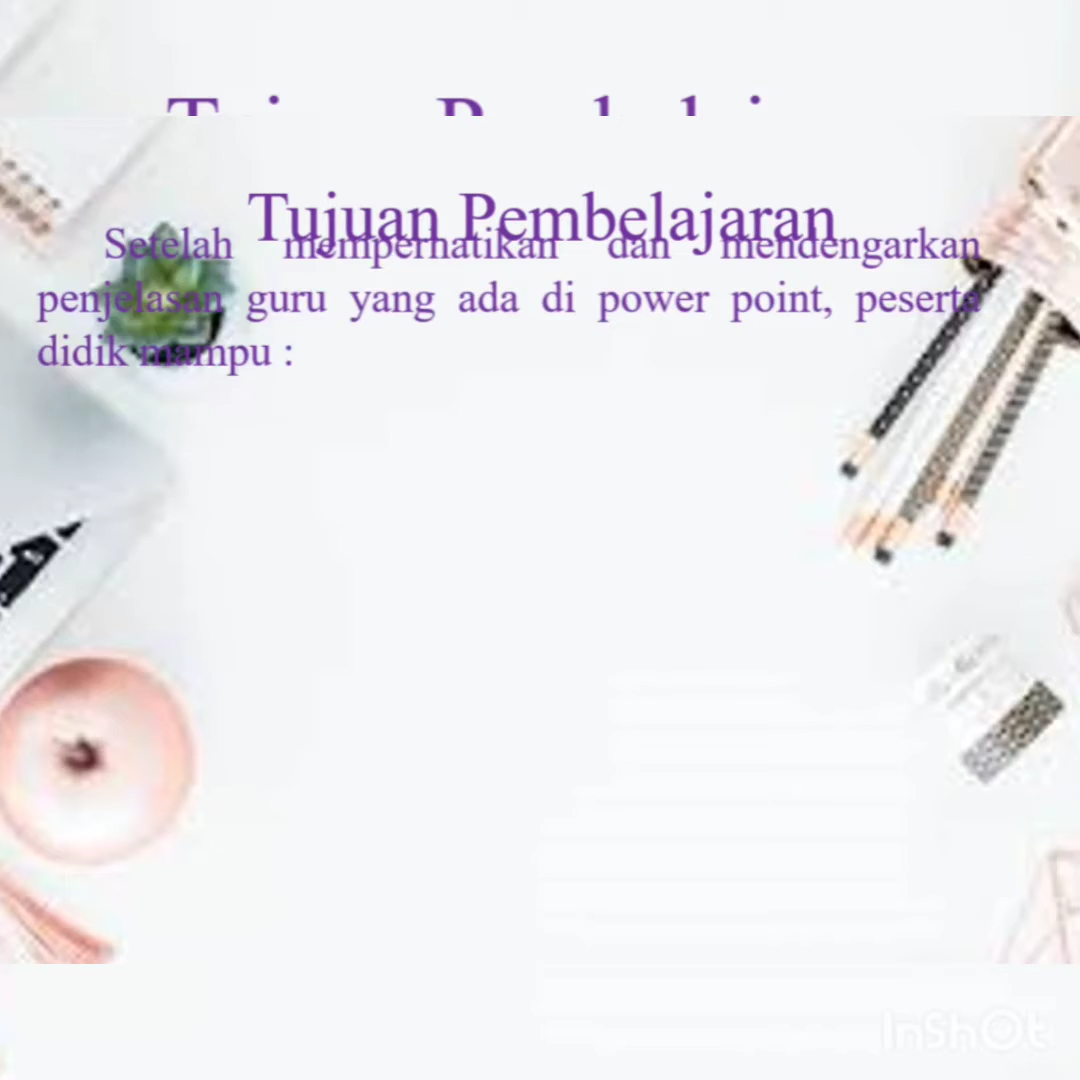 Tujuan Pembelajaran
Setelah memperhatikan dan mendengarkan
penjelasan guru yang ada di power point, peserta
didik mampu :
InShOt